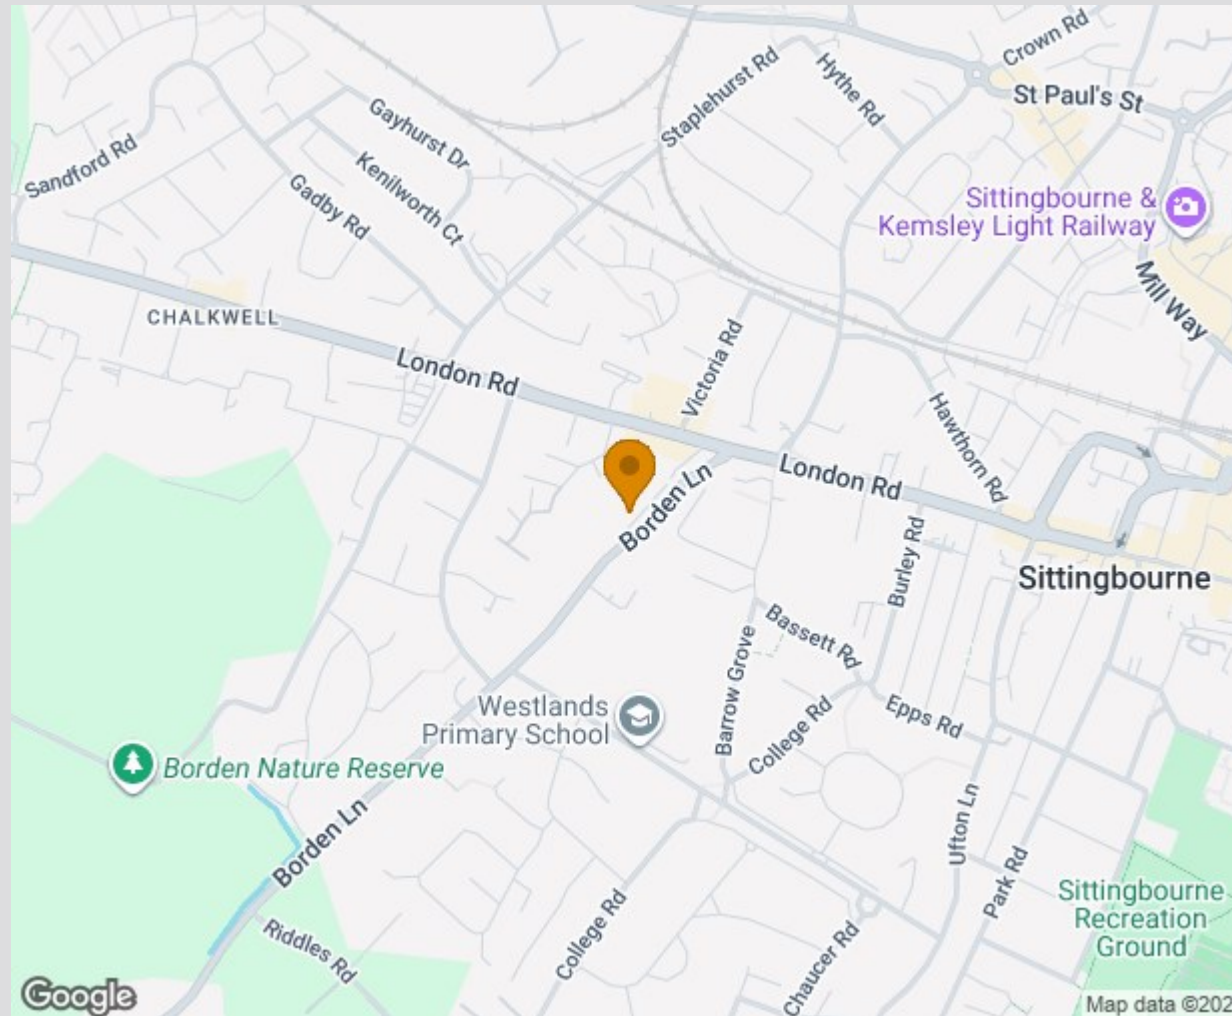 Crown Rd
Hythe Rd
Staplehurst Rd
St Paul's St
Gayhurst Dr
Sandford Rd
Kenilworth Ct
Gadby Rd
Sittingbourne &
Kemsley Light Railway
Mill Way
CHALKWELL
London Rd
Victoria Rd
Hawthorn Rd
London Rd
Borden Ln
Burley Rd
Sittingbourne
Bassett Rd
Barrow Grove
Westlands
Primary School
College Rd
Epps Rd
Borden Nature Reserve
Borden Ln
Ufton Ln
Park Rd
Sittingbourne
Recreation
Ground
College Rd
Riddles Rd
Chaucer Rd
Google
Map data ©202